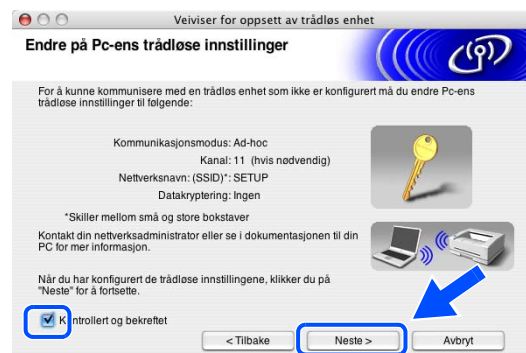 Veiviser for oppsett av trådløs enhet
Endre på Pc-ens trådløse innstillinger
For å kunne kommunisere med en trådløs enhet som ikke er konfigurert må du endre Pc-ens
trådløse innstillinger til følgende:
Kommunikasjonsmodus: Ad-hoc
Kanal: 11 (hvis nødvendig)
Nettverksnavn: (SSID)*: SETUP
Datakryptering: Ingen
*Skiller mellom små og store bokstaver
Kontakt din nettverksadministrator eller se i dokumentasjonen til din
PC for mer informasjon.
Når du har konfigurert de trådløse innstillingene, klikker du på
"Neste" for å fortsette.
Kontrollert og bekreftet
< Tilbake
Neste >
Avbryt